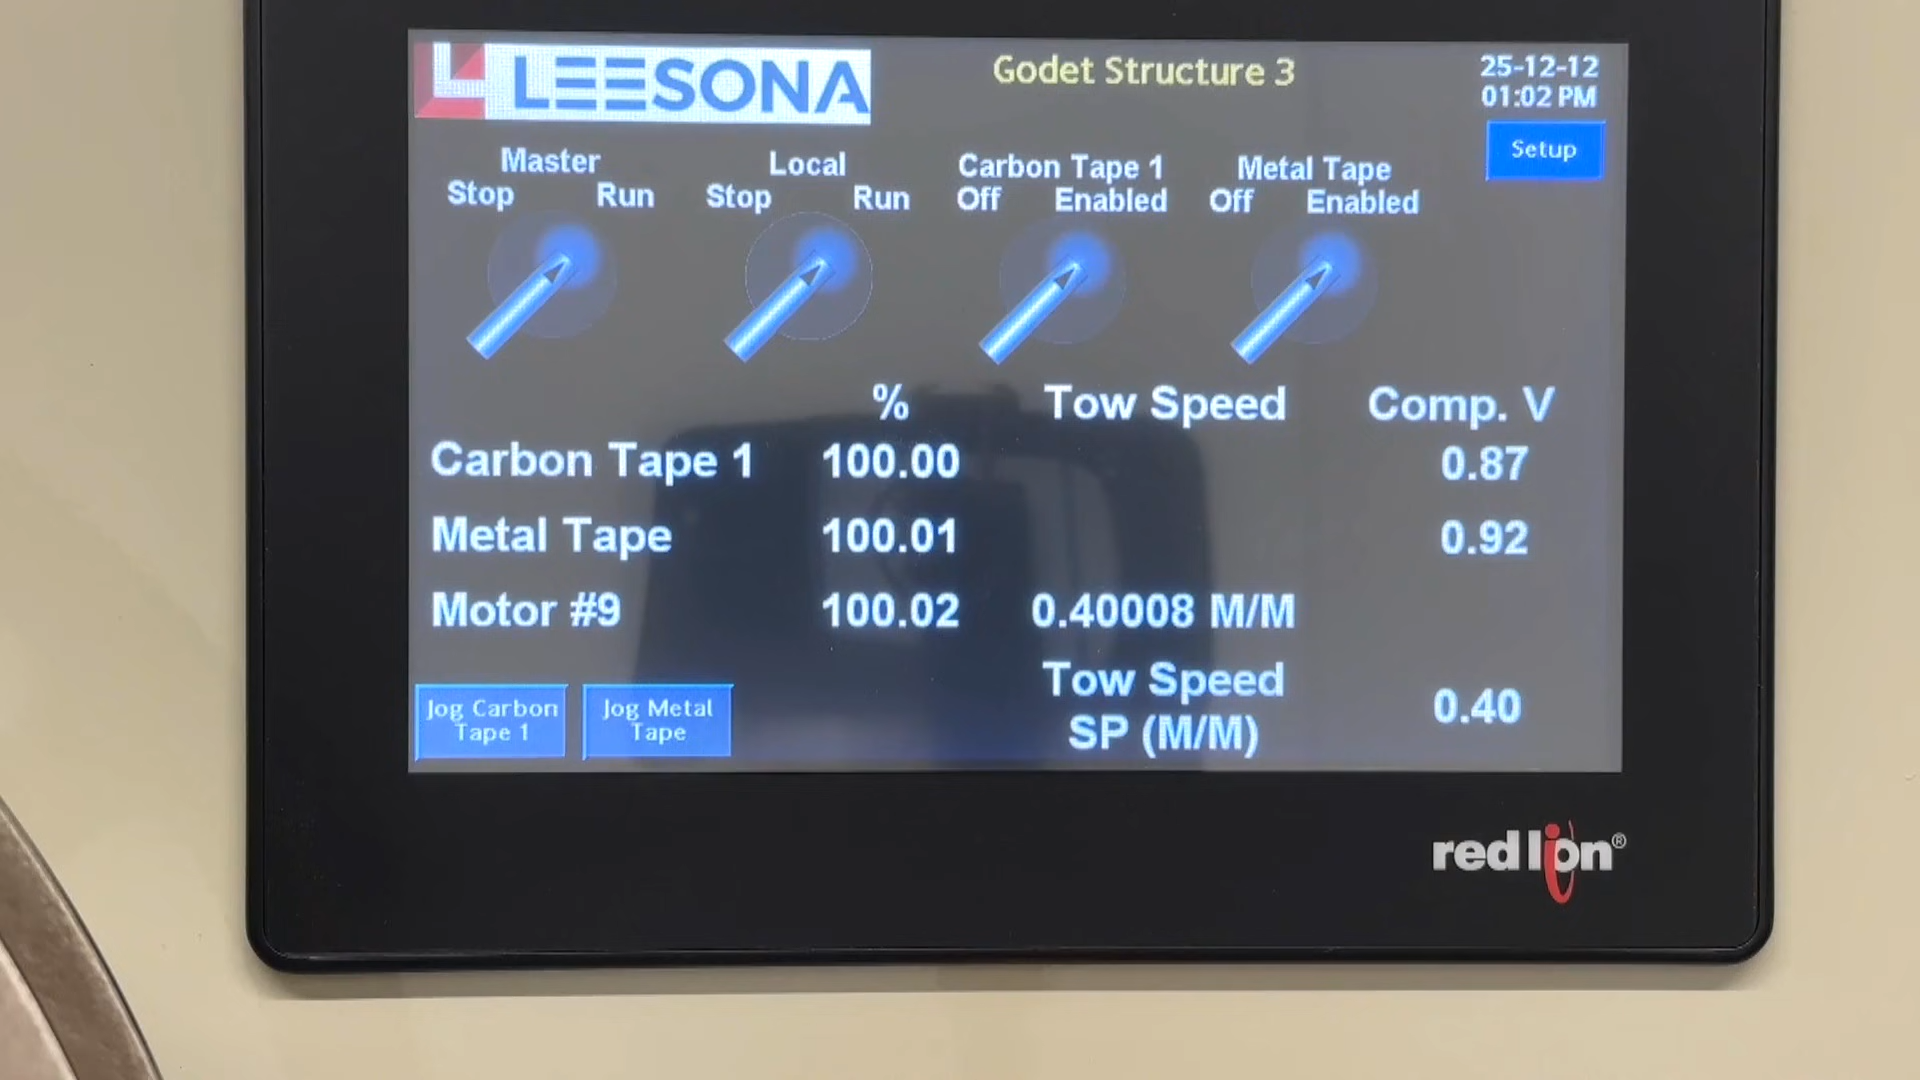 LEESONA
Godet Structure 3
25-12-12
01:02 PM
Setup
Master
Stop Run
Local
Stop Run
Carbon Tape 1
Off Enabled
Metal Tape
Off Enabled
% Tow Speed Comp. V
Carbon Tape 1 100.00 0.87
Metal Tape 100.01 0.92
Motor #9 100.02 0.40008 M/M
Jog Carbon
Tape 1
Jog Metal
Tape
Tow Speed
SP (M/M)
0.40
red lion®